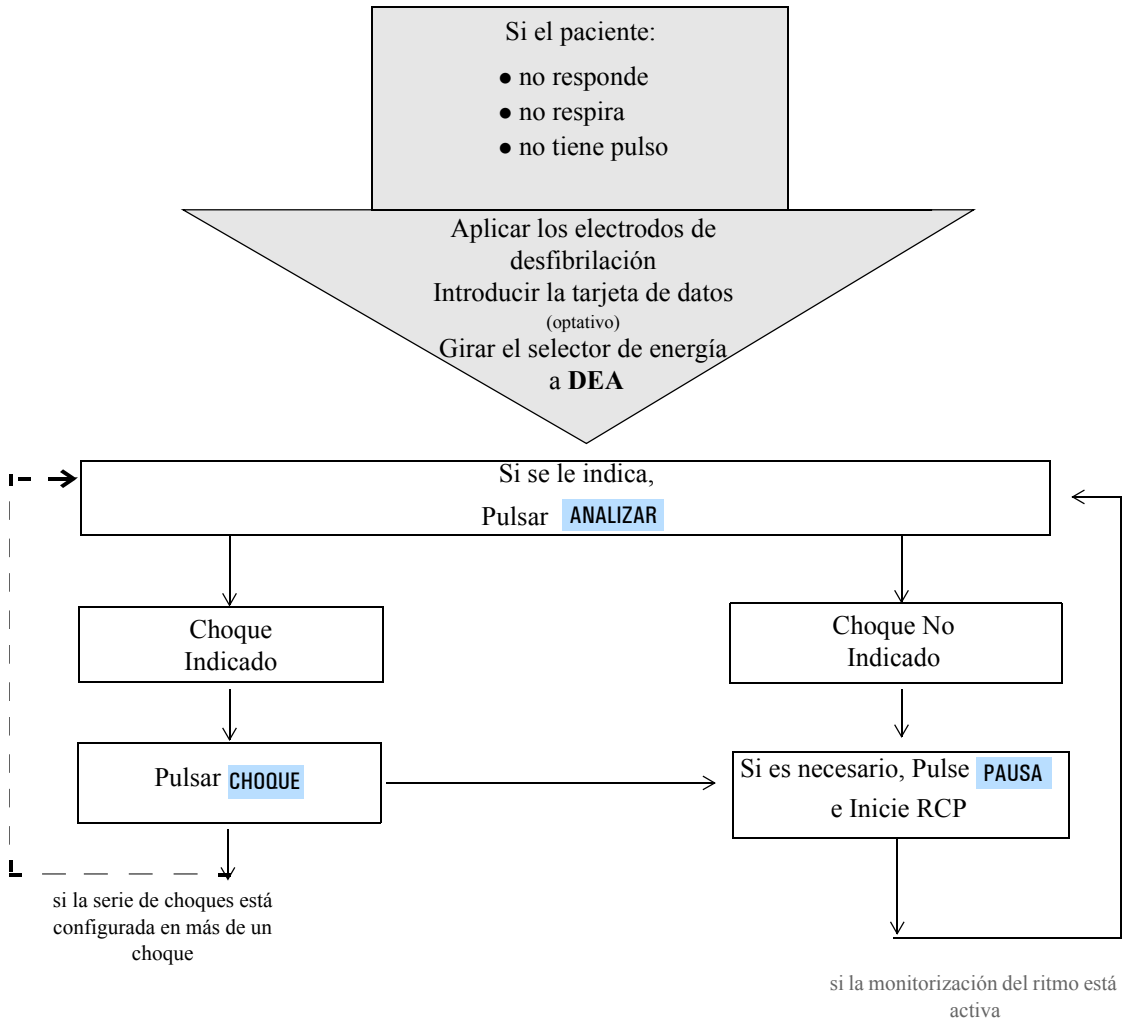 Si el paciente:
● no responde
● no respira
● no tiene pulso
Aplicar los electrodos de
desfibrilación
Introducir la tarjeta de datos
(optativo)
Girar el selector de energía
a DEA
Si se le indica,
Pulsar ANALIZAR
Choque
Indicado
Choque No
Indicado
Pulsar CHOQUE
Si es necesario, Pulse PAUSA
e Inicie RCP
si la serie de choques está
configurada en más de un
choque
si la monitorización del ritmo está
activa